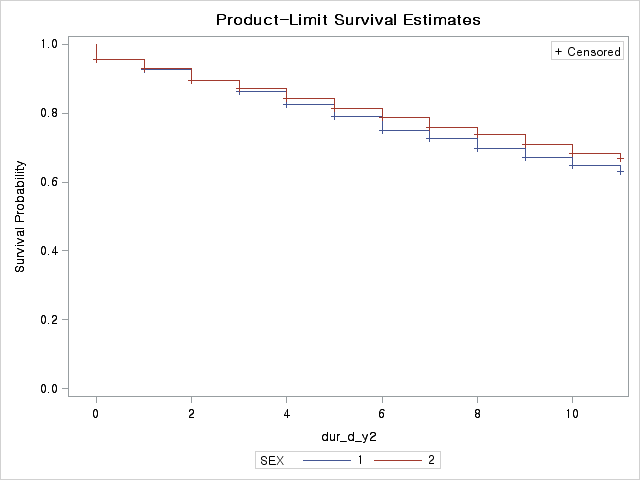 Product-Limit Survival Estimates
+ Censored
Survival Probability
1.0
0.8
0.6
0.4
0.2
0.0
0 2 4 6 8 10
dur_d_y2
SEX 1 2